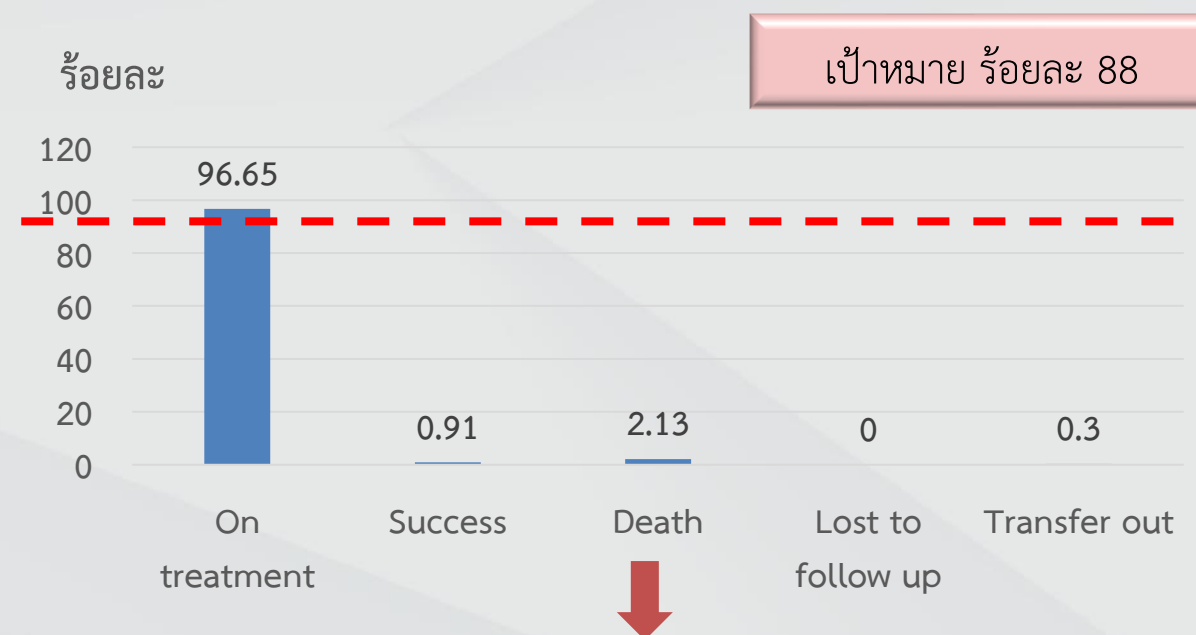 เป้าหมาย ร้อยละ 88
ร้อยละ
120
100
80
60
40
20
0
96.65
0.91
2.13
0
0.3
On treatment
Success
Death
Lost to follow up
Transfer out